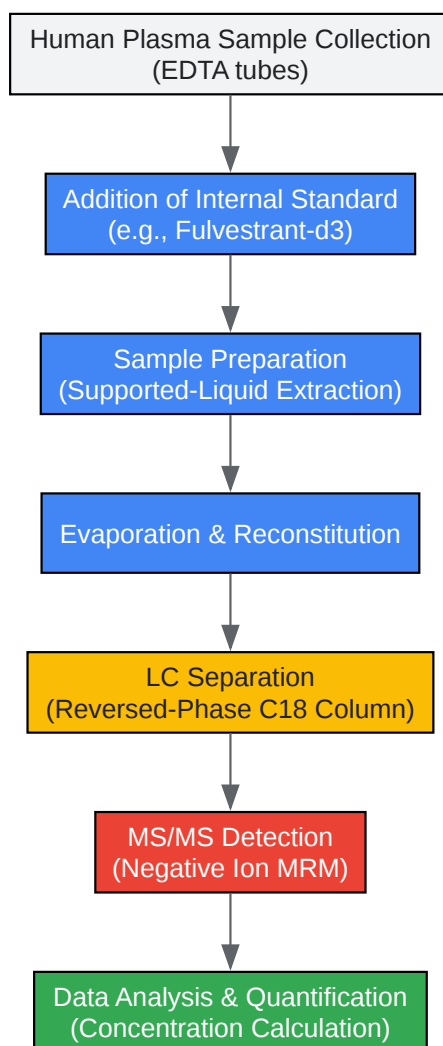 Human Plasma Sample Collection
(EDTA tubes)
Addition of Internal Standard
(e.g., Fulvestrant-d3)
Sample Preparation
(Supported-Liquid Extraction)
Evaporation & Reconstitution
LC Separation
(Reversed-Phase C18 Column)
MS/MS Detection
(Negative Ion MRM)
Data Analysis & Quantification
(Concentration Calculation)